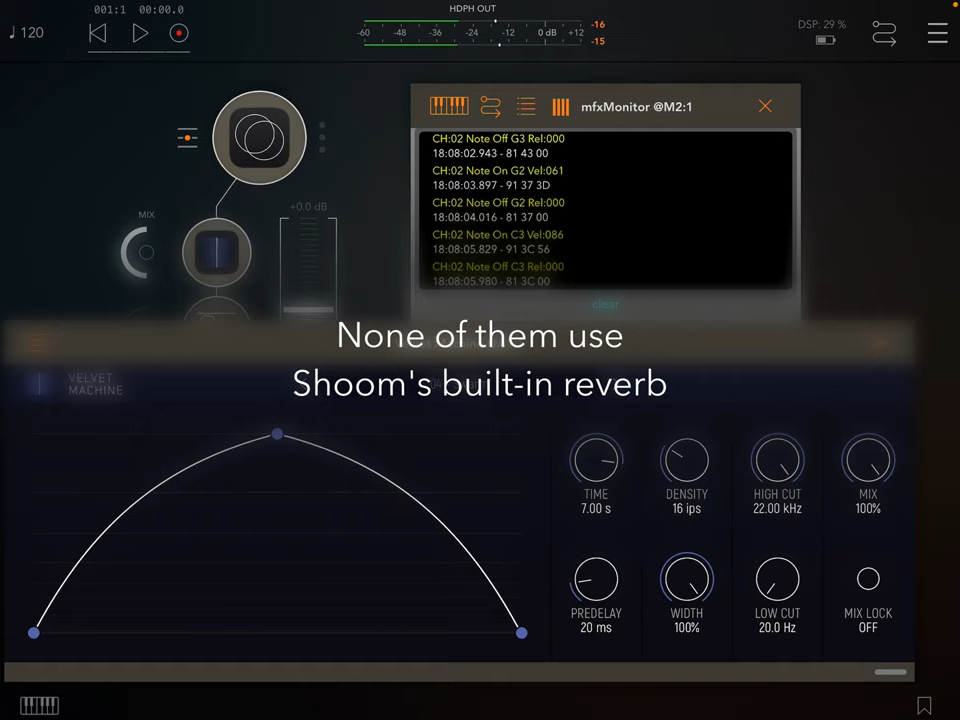 001:1 00:00.0
HDPH OUT
♩120
-60 -48 -36 -24 -12 0 dB +12
-16
-15
DSP: 29 %
mfxMonitor @M2:1
CH:02 Note Off G3 Rel:000
18:08:02.943 - 81 43 00
CH:02 Note On G2 Vel:061
18:08:03.897 - 91 37 3D
CH:02 Note Off G2 Rel:000
18:08:04.016 - 81 37 00
CH:02 Note On C3 Vel:086
18:08:05.829 - 91 3C 56
CH:02 Note Off C3 Rel:000
18:08:05.980 - 81 3C 00
clear
MIX
+0.0 dB
None of them use
Shoom's built-in reverb
VELVET
MACHINE
TIME
7.00 s
DENSITY
16 ips
HIGH CUT
22.00 kHz
MIX
100%
PREDELAY
20 ms
WIDTH
100%
LOW CUT
20.0 Hz
MIX LOCK
OFF